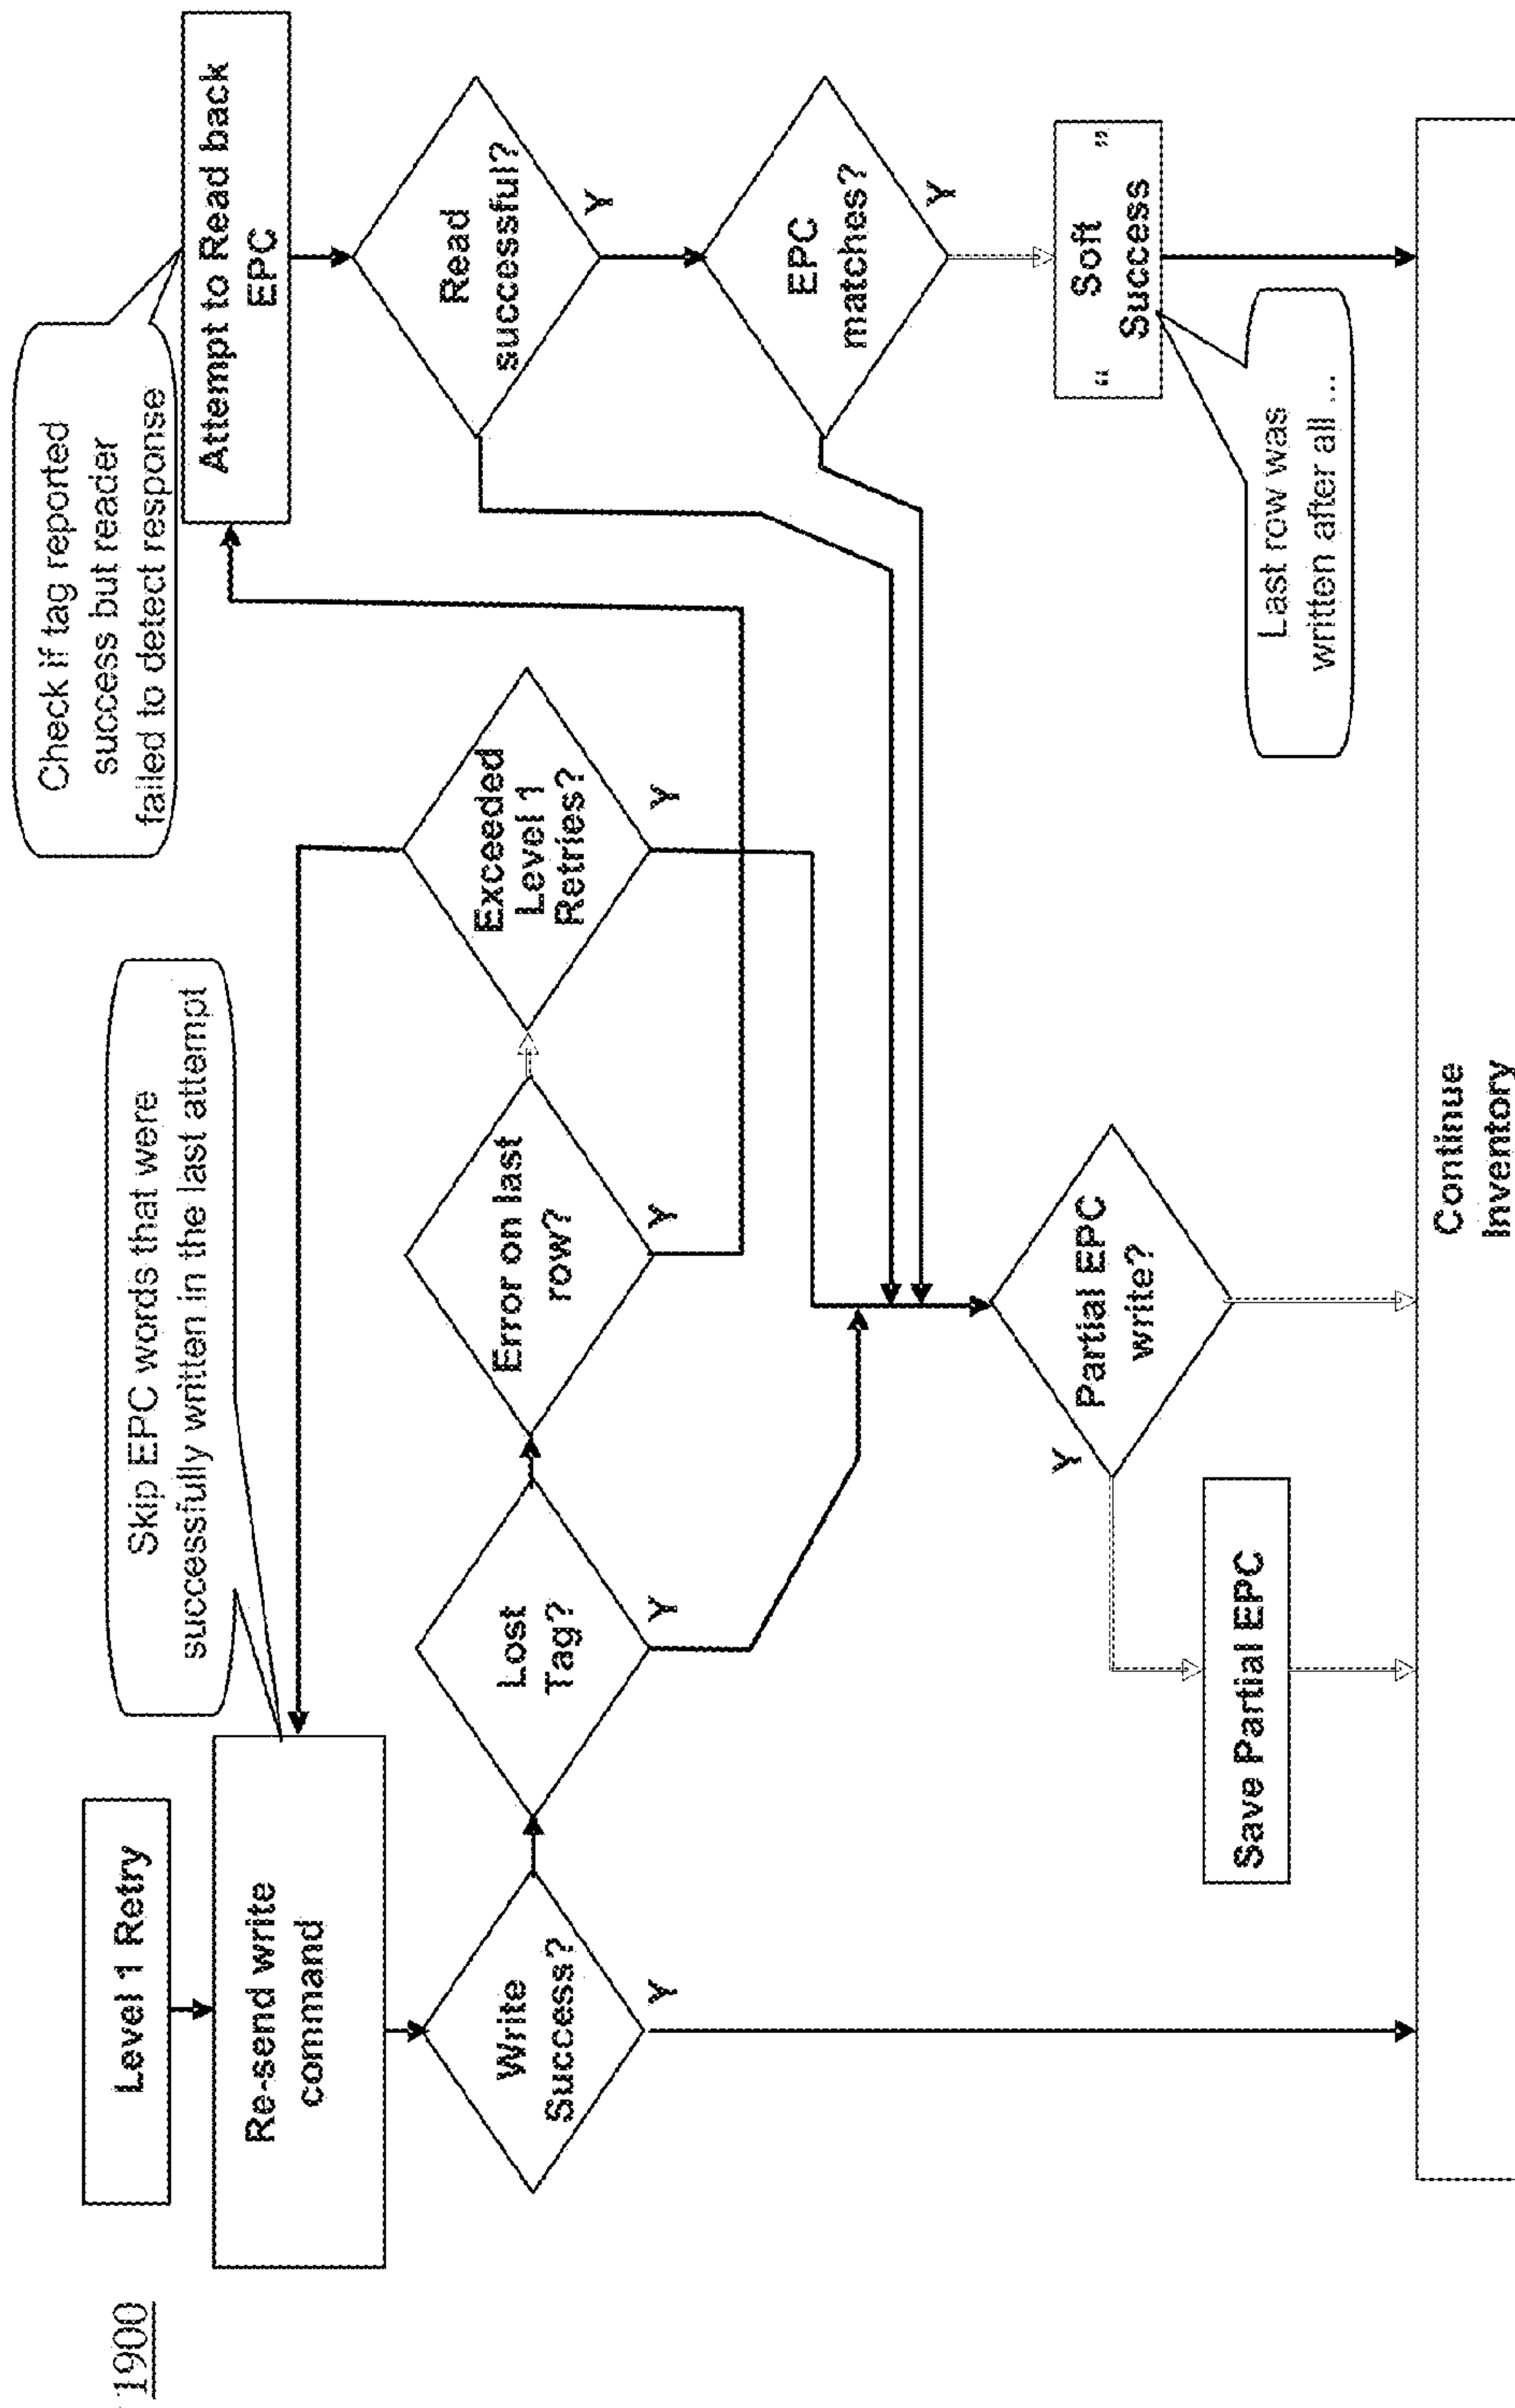 1900
Level 1 Retry
Skip EPC words that were
successfully written in the last attempt
Check if tag reported
success but reader
failed to detect response
Re-send write
command
Attempt to Read back
EPC
Write
Success?
Y
Lost
Tag?
Y
Error on last
row?
Y
Exceeded
Level 1
Retries?
Y
Read
successful?
Y
EPC
matches?
Y
Partial EPC
write?
Y
Save Partial EPC
“ Soft ”
Success
Last row was
written after all ...
Continue
Inventory